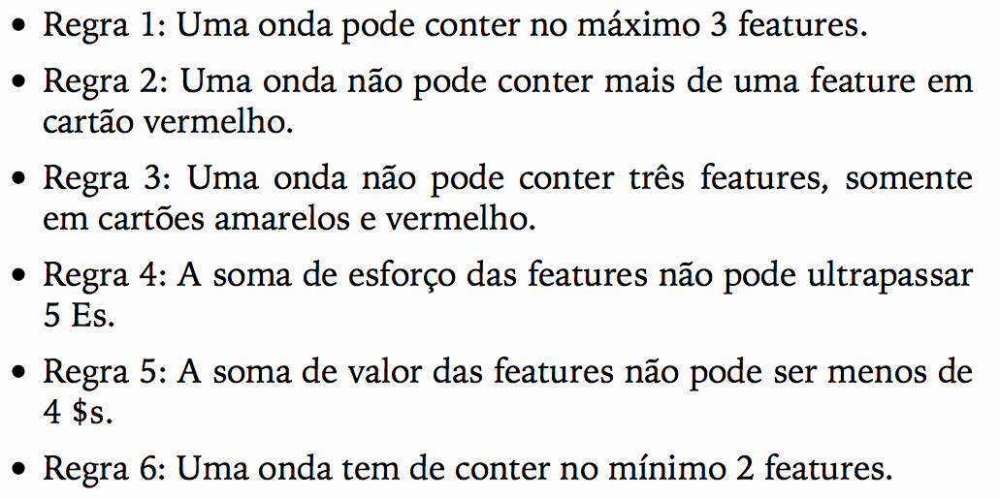 • Regra 1: Uma onda pode conter no máximo 3 features.
• Regra 2: Uma onda não pode conter mais de uma feature em
cartão vermelho.
• Regra 3: Uma onda não pode conter três features, somente
em cartões amarelos e vermelho.
• Regra 4: A soma de esforço das features não pode ultrapassar
5 Es.
• Regra 5: A soma de valor das features não pode ser menos de
4 $s.
• Regra 6: Uma onda tem de conter no mínimo 2 features.